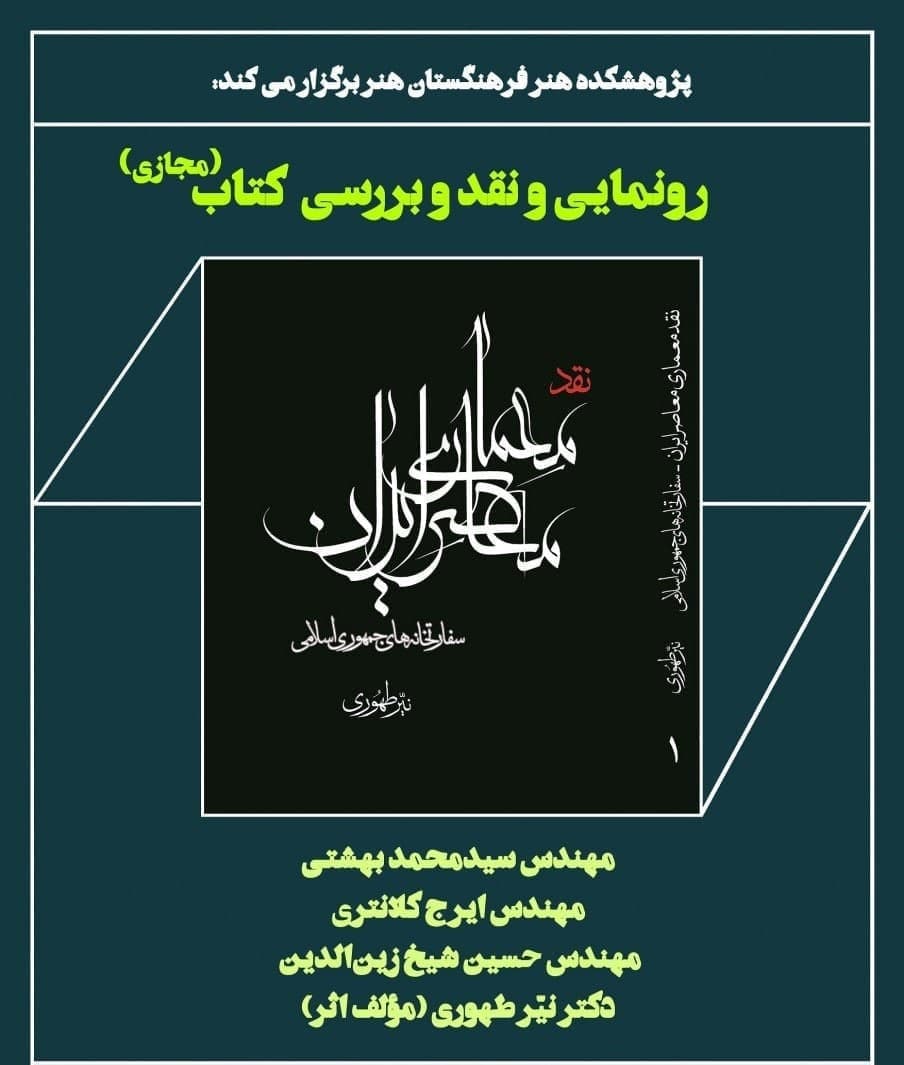 پژوهشکده هنر فرهنگستان هنر برگزار می کند:
رونمایی و نقد و بررسی کتاب (مجازی)
نقد
معماری
معاصر ایران
سفارتخانه‌های جمهوری اسلامی
نیّر طهوری
نقد معماری معاصر ایران - سفارتخانه‌های جمهوری اسلامی
نیّر طهوری
۱
مهندس سیدمحمد بهشتی
مهندس ایرج کلانتری
مهندس حسین شیخ زین‌الدین
دکتر نیّر طهوری (مؤلف اثر)